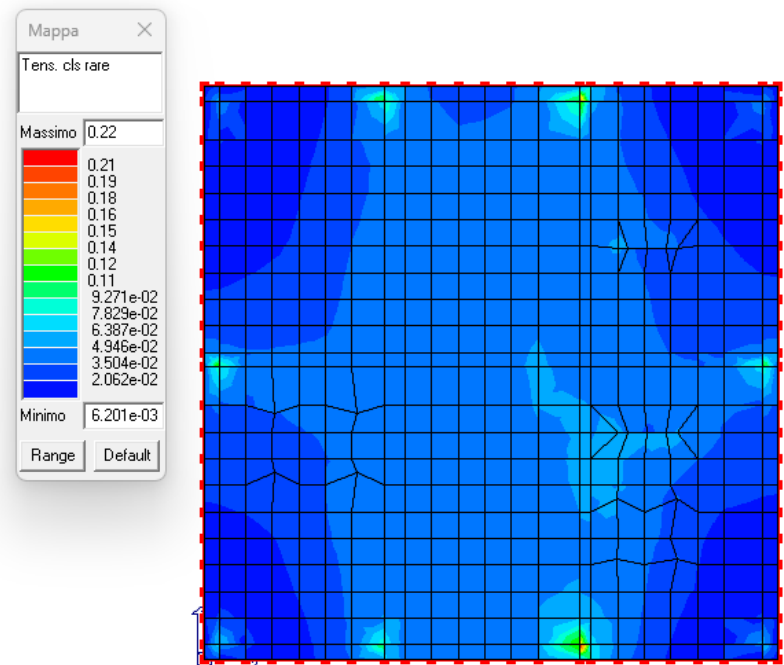 Mappa
Tens. cls rare
Massimo 0.22
0.21
0.19
0.18
0.16
0.15
0.14
0.12
0.11
9.271e-02
7.829e-02
6.387e-02
4.946e-02
3.504e-02
2.062e-02
Minimo 6.201e-03
Range Default